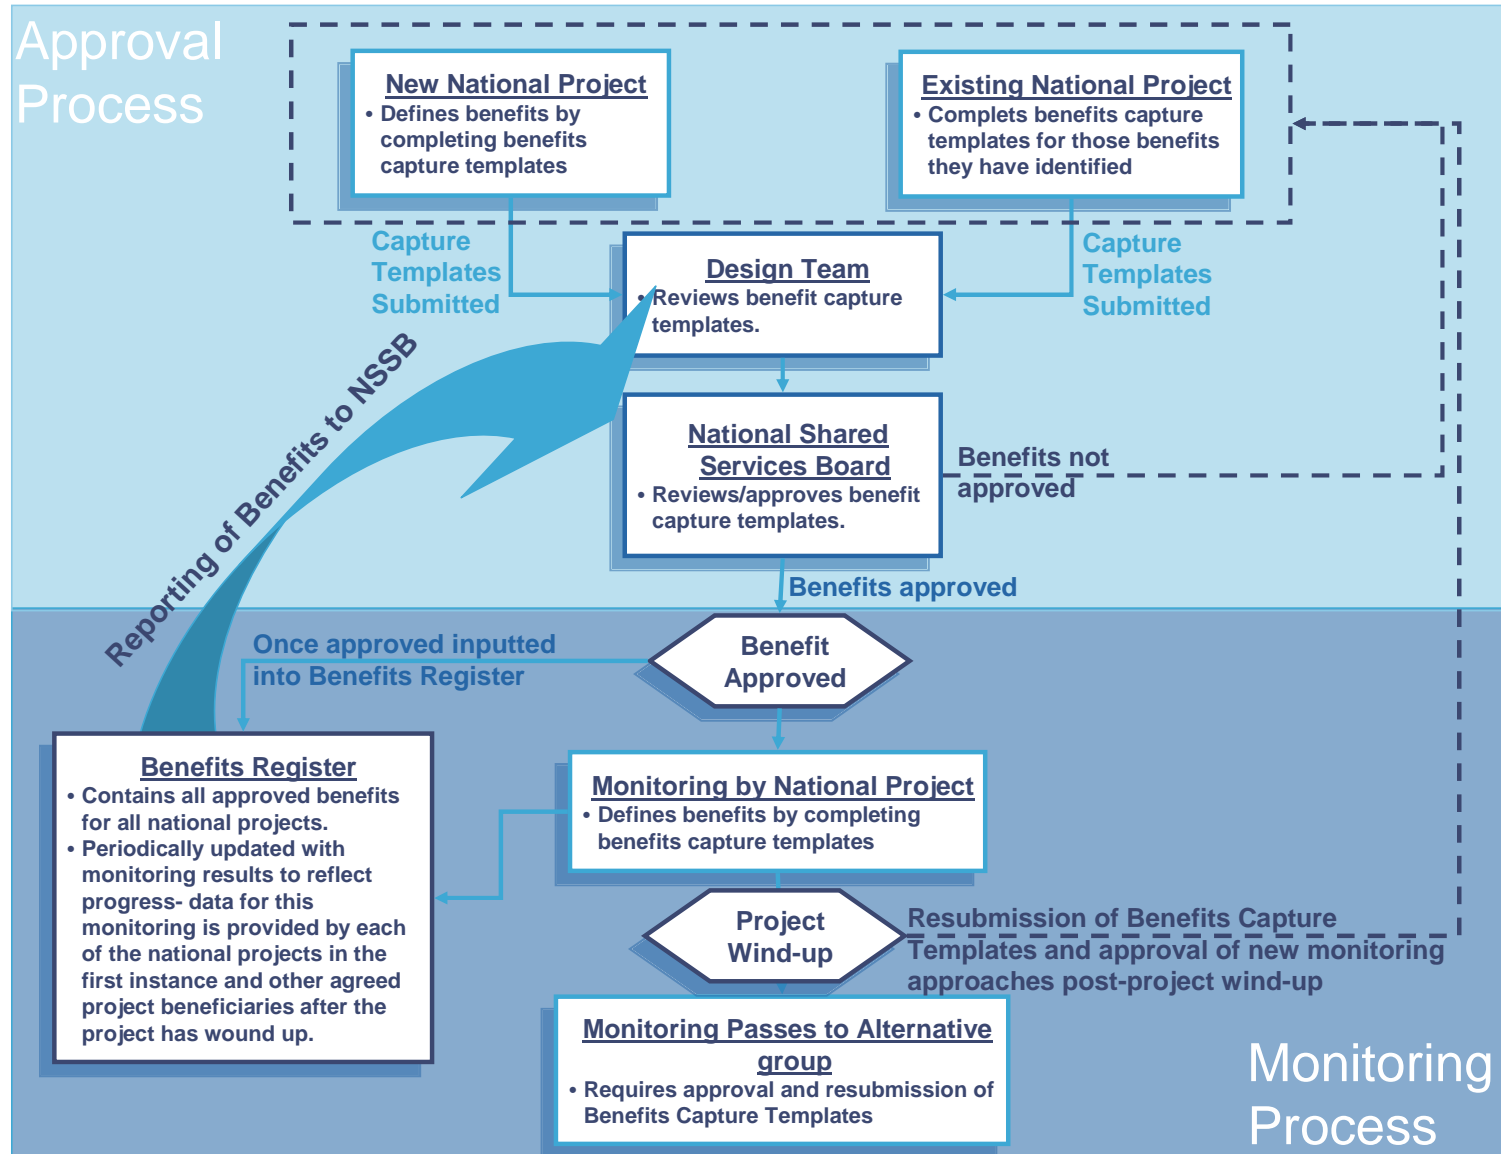 Approval
Process
New National Project
• Defines benefits by
completing benefits
capture templates
Existing National Project
• Complets benefits capture
templates for those benefits
they have identified
Capture
Templates
Submitted
Capture
Templates
Submitted
Design Team
• Reviews benefit capture
templates.
Reporting of Benefits to NSSB
National Shared
Services Board
• Reviews/approves benefit
capture templates.
Benefits not
approved
Benefits approved
Benefit
Approved
Once approved inputted
into Benefits Register
Benefits Register
• Contains all approved benefits
for all national projects.
• Periodically updated with
monitoring results to reflect
progress- data for this
monitoring is provided by each
of the national projects in the
first instance and other agreed
project beneficiaries after the
project has wound up.
Monitoring by National Project
• Defines benefits by completing
benefits capture templates
Project
Wind-up
Resubmission of Benefits Capture
Templates and approval of new monitoring
approaches post-project wind-up
Monitoring Passes to Alternative
group
• Requires approval and resubmission of
Benefits Capture Templates
Monitoring
Process